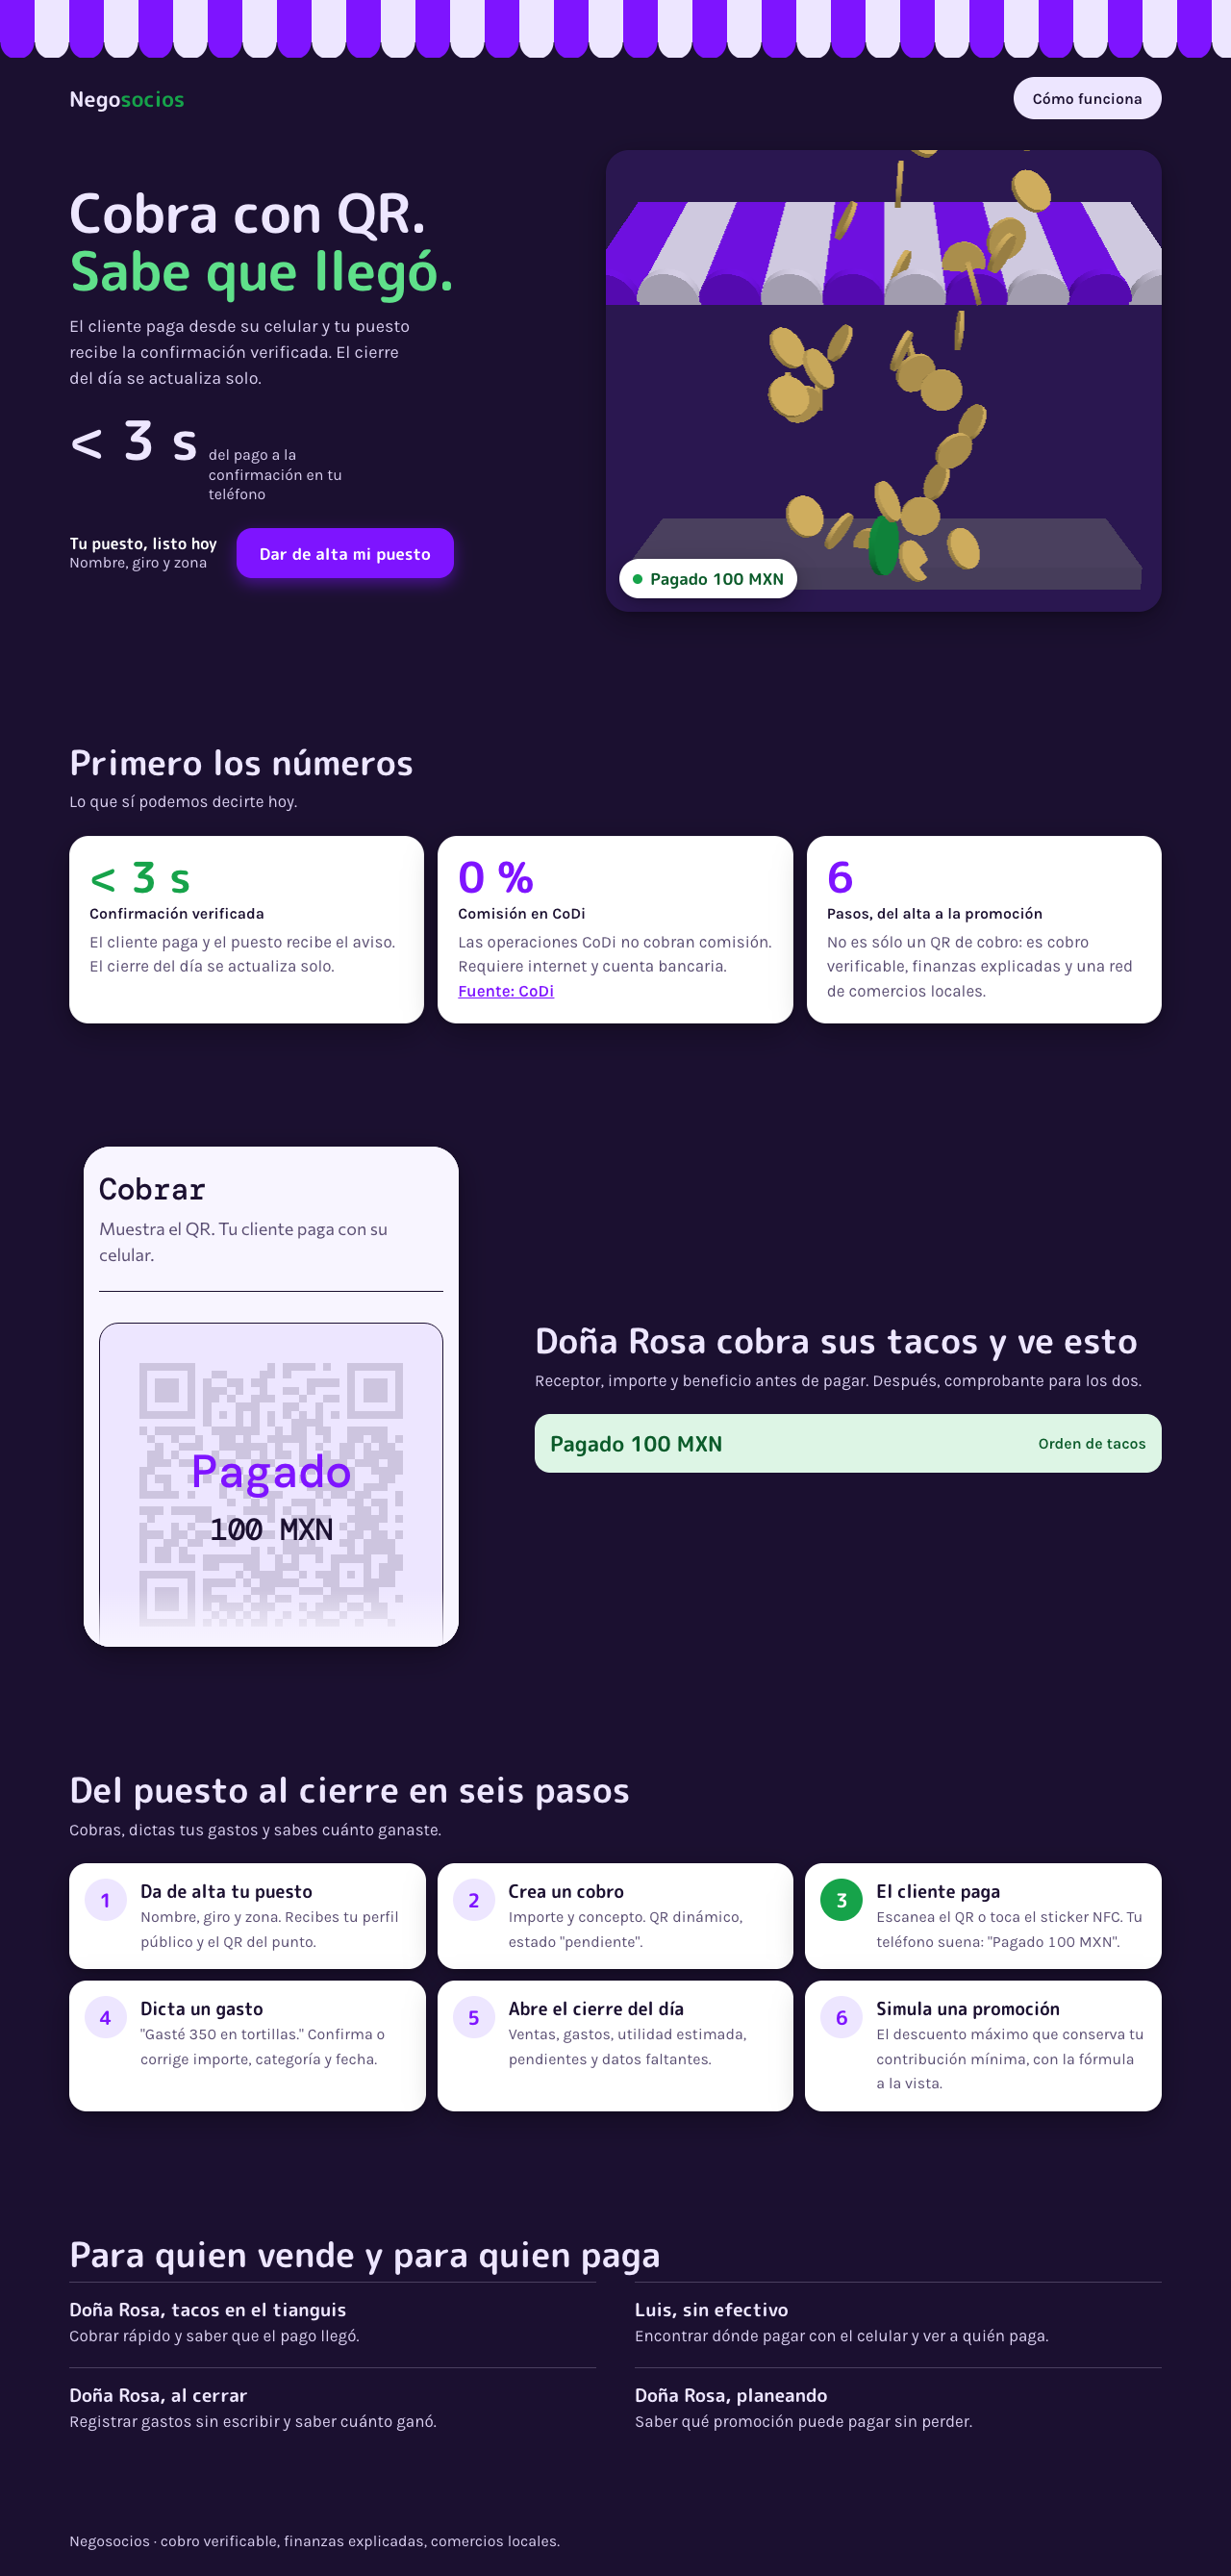 Negosocios
Cómo funciona
Cobra con QR.
Sabe que llegó.
El cliente paga desde su celular y tu puesto
recibe la confirmación verificada. El cierre
del día se actualiza solo.
< 3 s
del pago a la
confirmación en tu
teléfono
Tu puesto, listo hoy
Nombre, giro y zona
Dar de alta mi puesto
Pagado 100 MXN
Primero los números
Lo que sí podemos decirte hoy.
< 3 s
Confirmación verificada
El cliente paga y el puesto recibe el aviso.
El cierre del día se actualiza solo.
0 %
Comisión en CoDi
Las operaciones CoDi no cobran comisión.
Requiere internet y cuenta bancaria.
Fuente: CoDi
6
Pasos, del alta a la promoción
No es sólo un QR de cobro: es cobro
verificable, finanzas explicadas y una red
de comercios locales.
Cobrar
Muestra el QR. Tu cliente paga con su
celular.
Pagado
100 MXN
Doña Rosa cobra sus tacos y ve esto
Receptor, importe y beneficio antes de pagar. Después, comprobante para los dos.
Pagado 100 MXN
Orden de tacos
Del puesto al cierre en seis pasos
Cobras, dictas tus gastos y sabes cuánto ganaste.
1
Da de alta tu puesto
Nombre, giro y zona. Recibes tu perfil
público y el QR del punto.
2
Crea un cobro
Importe y concepto. QR dinámico,
estado "pendiente".
3
El cliente paga
Escanea el QR o toca el sticker NFC. Tu
teléfono suena: "Pagado 100 MXN".
4
Dicta un gasto
"Gasté 350 en tortillas." Confirma o
corrige importe, categoría y fecha.
5
Abre el cierre del día
Ventas, gastos, utilidad estimada,
pendientes y datos faltantes.
6
Simula una promoción
El descuento máximo que conserva tu
contribución mínima, con la fórmula
a la vista.
Para quien vende y para quien paga
Doña Rosa, tacos en el tianguis
Cobrar rápido y saber que el pago llegó.
Luis, sin efectivo
Encontrar dónde pagar con el celular y ver a quién paga.
Doña Rosa, al cerrar
Registrar gastos sin escribir y saber cuánto ganó.
Doña Rosa, planeando
Saber qué promoción puede pagar sin perder.
Negosocios · cobro verificable, finanzas explicadas, comercios locales.